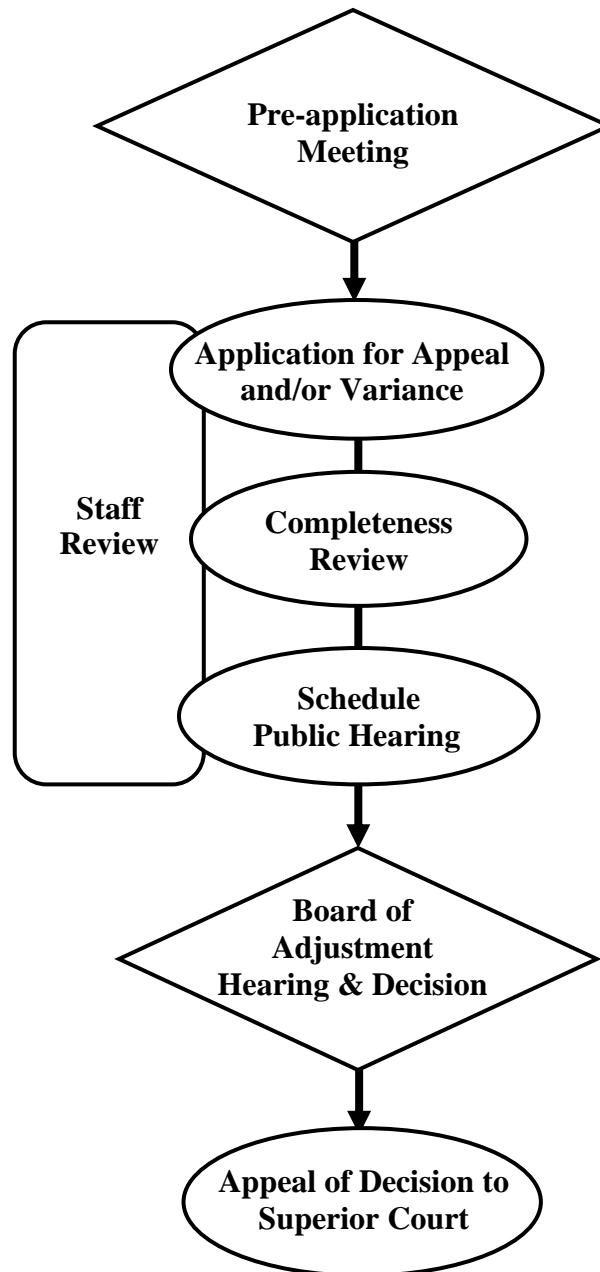 Pre-application
Meeting
Application for Appeal
and/or Variance
Staff
Review
Completeness
Review
Schedule
Public Hearing
Board of
Adjustment
Hearing & Decision
Appeal of Decision to
Superior Court